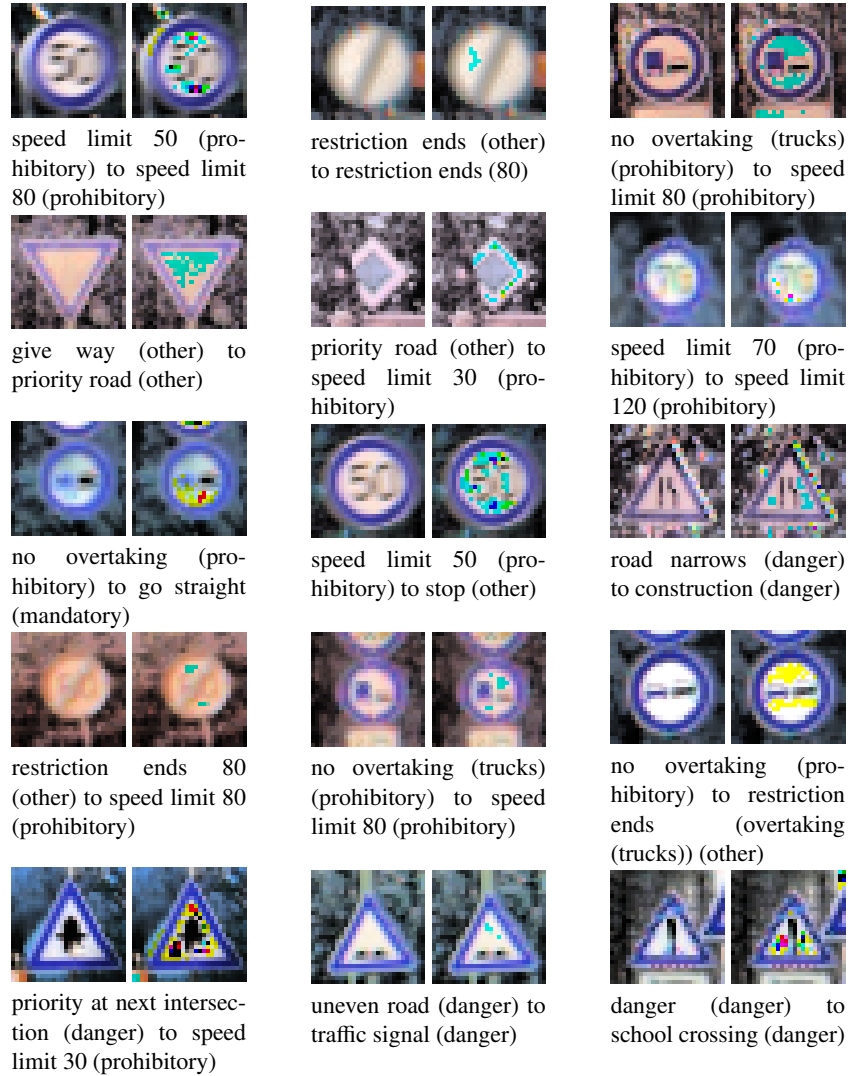 50
speed limit 50 (pro-
hibitory) to speed limit
80 (prohibitory)
restriction ends (other)
to restriction ends (80)
no overtaking (trucks)
(prohibitory) to speed
limit 80 (prohibitory)
give way (other) to
priority road (other)
priority road (other) to
speed limit 30 (pro-
hibitory)
speed limit 70 (pro-
hibitory) to speed limit
120 (prohibitory)
no overtaking (pro-
hibitory) to go straight
(mandatory)
50
speed limit 50 (pro-
hibitory) to stop (other)
road narrows (danger)
to construction (danger)
restriction ends 80
(other) to speed limit 80
(prohibitory)
no overtaking (trucks)
(prohibitory) to speed
limit 80 (prohibitory)
no overtaking (pro-
hibitory) to restriction
ends (overtaking
(trucks)) (other)
priority at next intersec-
tion (danger) to speed
limit 30 (prohibitory)
uneven road (danger) to
traffic signal (danger)
danger (danger) to
school crossing (danger)